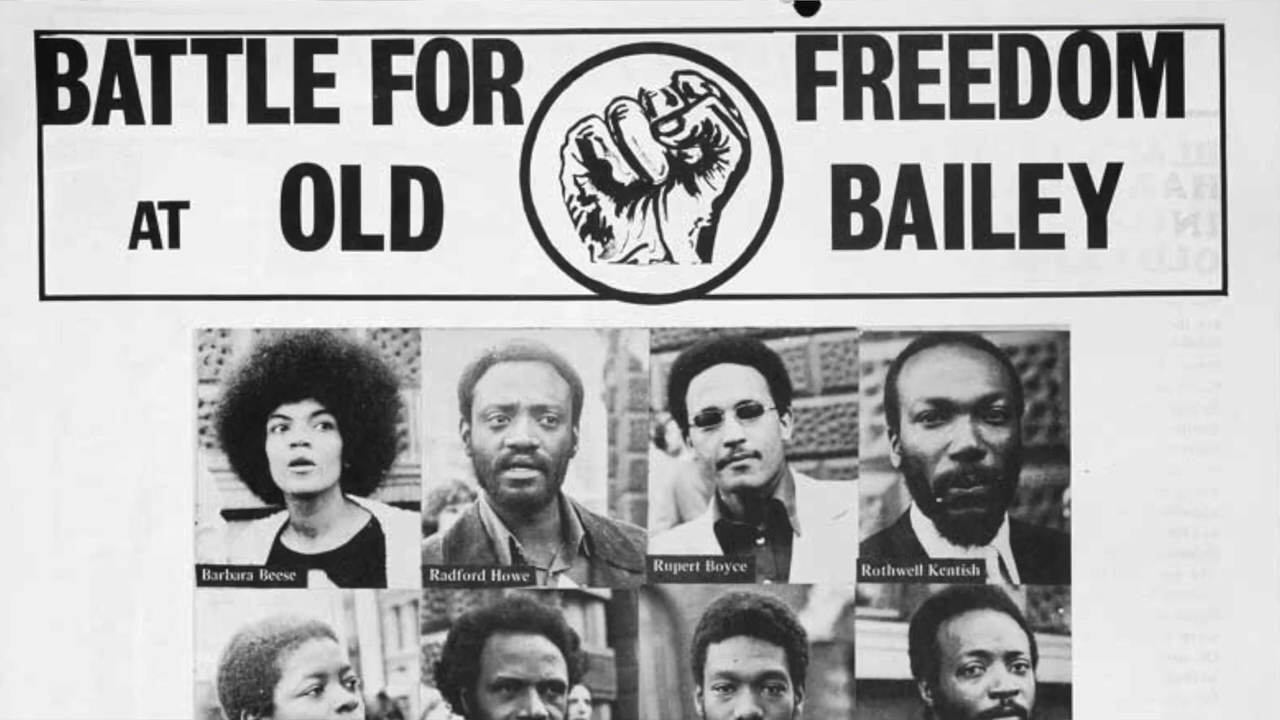 BATTLE FOR FREEDOM
AT OLD BAILEY
Barbara Beese
Radford Howe
Rupert Boyce
Rothwell Kentish